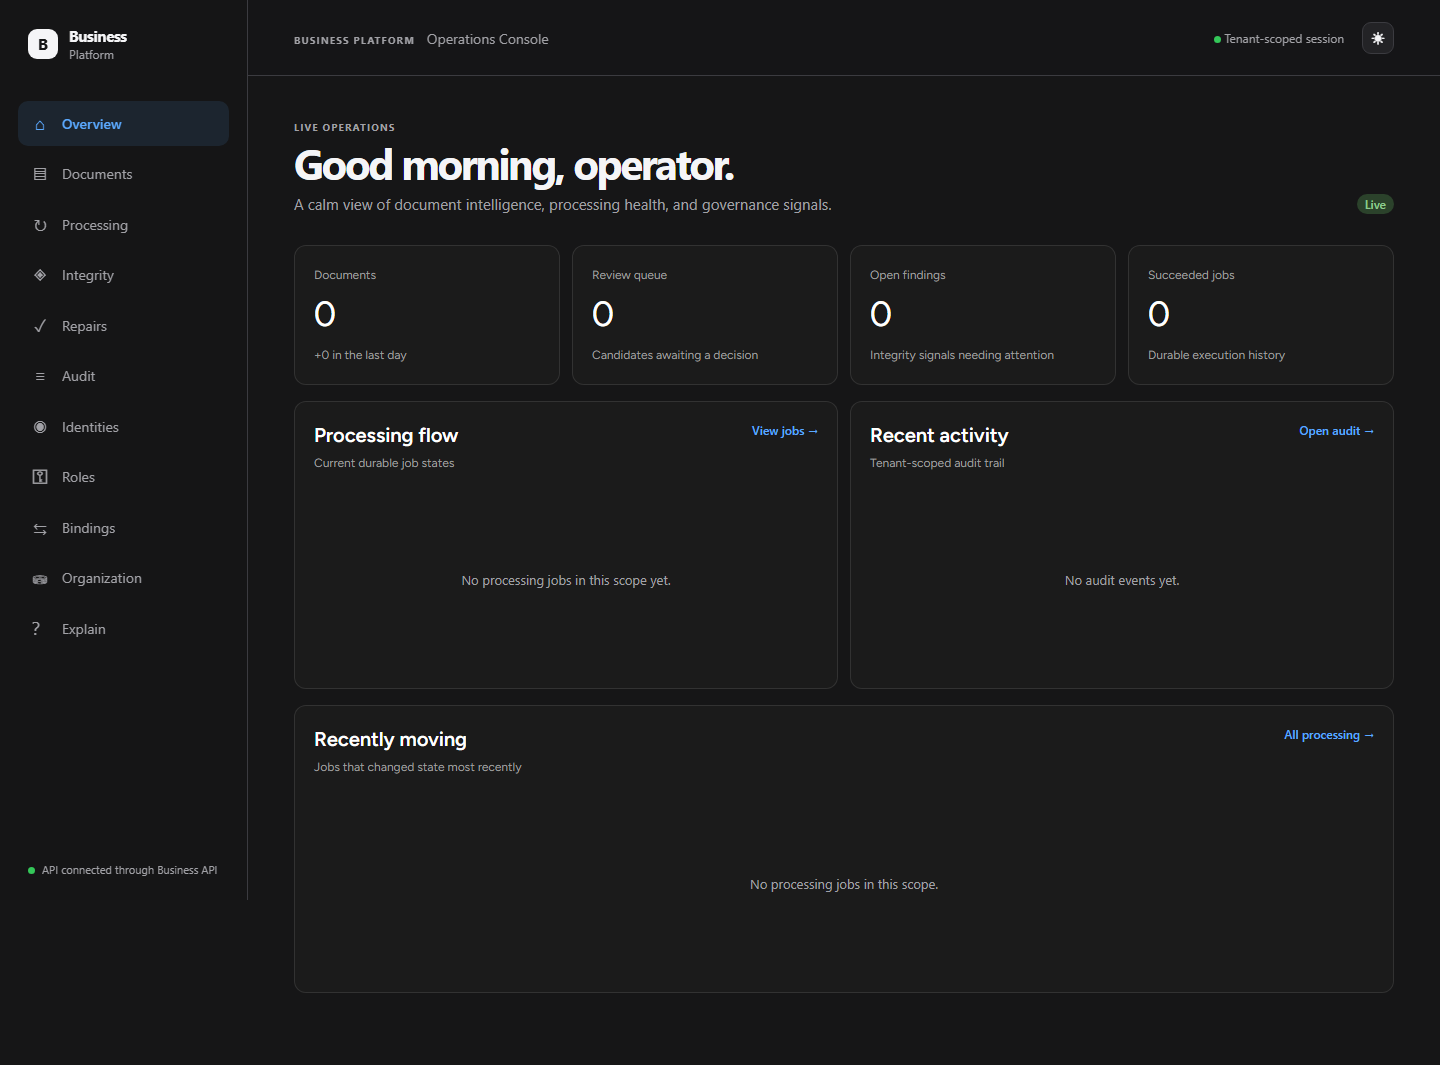 B
Business
Platform
Overview
Documents
Processing
Integrity
Repairs
Audit
Identities
Roles
Bindings
Organization
? Explain
API connected through Business API
BUSINESS PLATFORM Operations Console
Tenant-scoped session
LIVE OPERATIONS
Good morning, operator.
A calm view of document intelligence, processing health, and governance signals.
Live
Documents
0
+0 in the last day
Review queue
0
Candidates awaiting a decision
Open findings
0
Integrity signals needing attention
Succeeded jobs
0
Durable execution history
Processing flow
View jobs →
Current durable job states
No processing jobs in this scope yet.
Recent activity
Open audit →
Tenant-scoped audit trail
No audit events yet.
Recently moving
All processing →
Jobs that changed state most recently
No processing jobs in this scope.